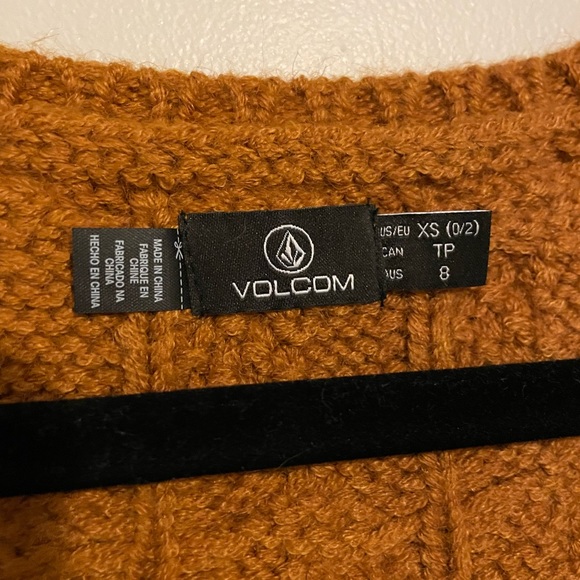 MADE IN CHINA
FABRIQUE EN
CHINE
FABRICADO NA
CHINA
HECHO EN CHINA
VOLCOM
US/EU XS (0/2)
CAN TP
AUS 8